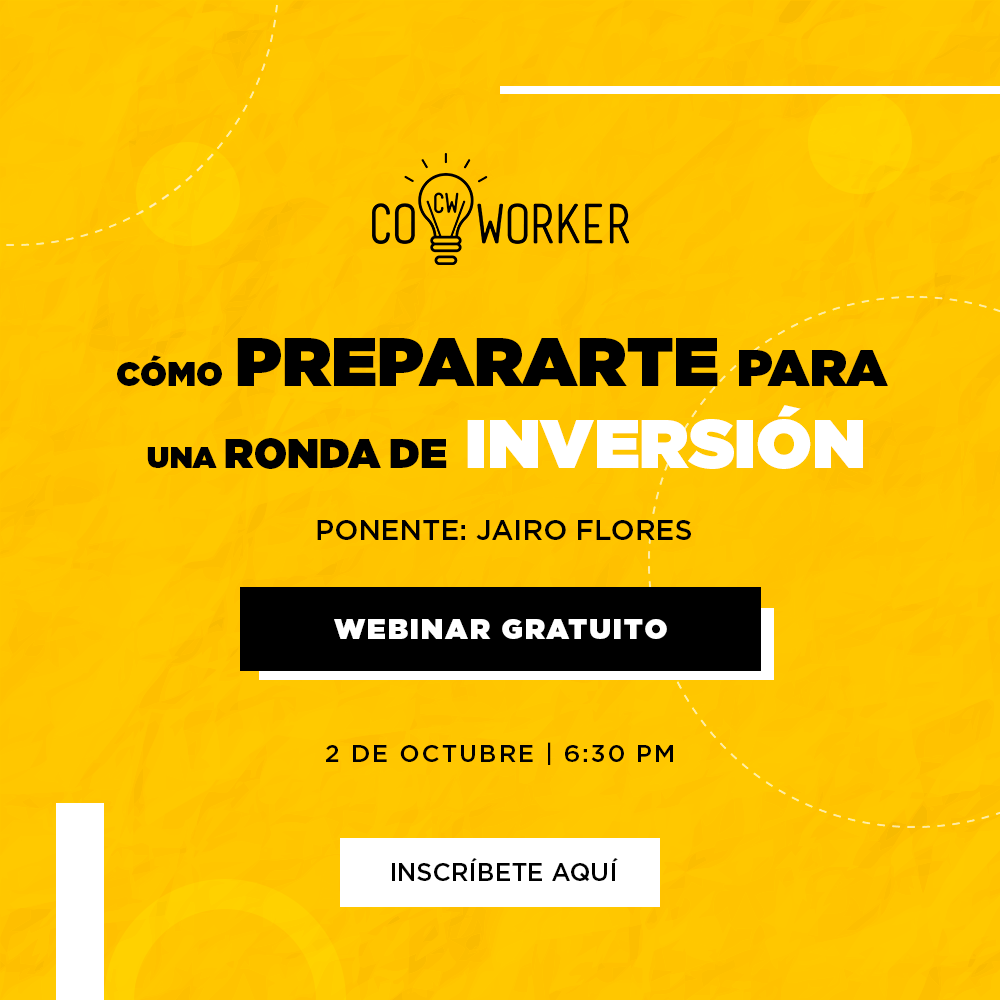 CO CW WORKER
CÓMO PREPARARTE PARA
UNA RONDA DE INVERSIÓN
PONENTE: JAIRO FLORES
WEBINAR GRATUITO
2 DE OCTUBRE | 6:30 PM
INSCRÍBETE AQUÍ